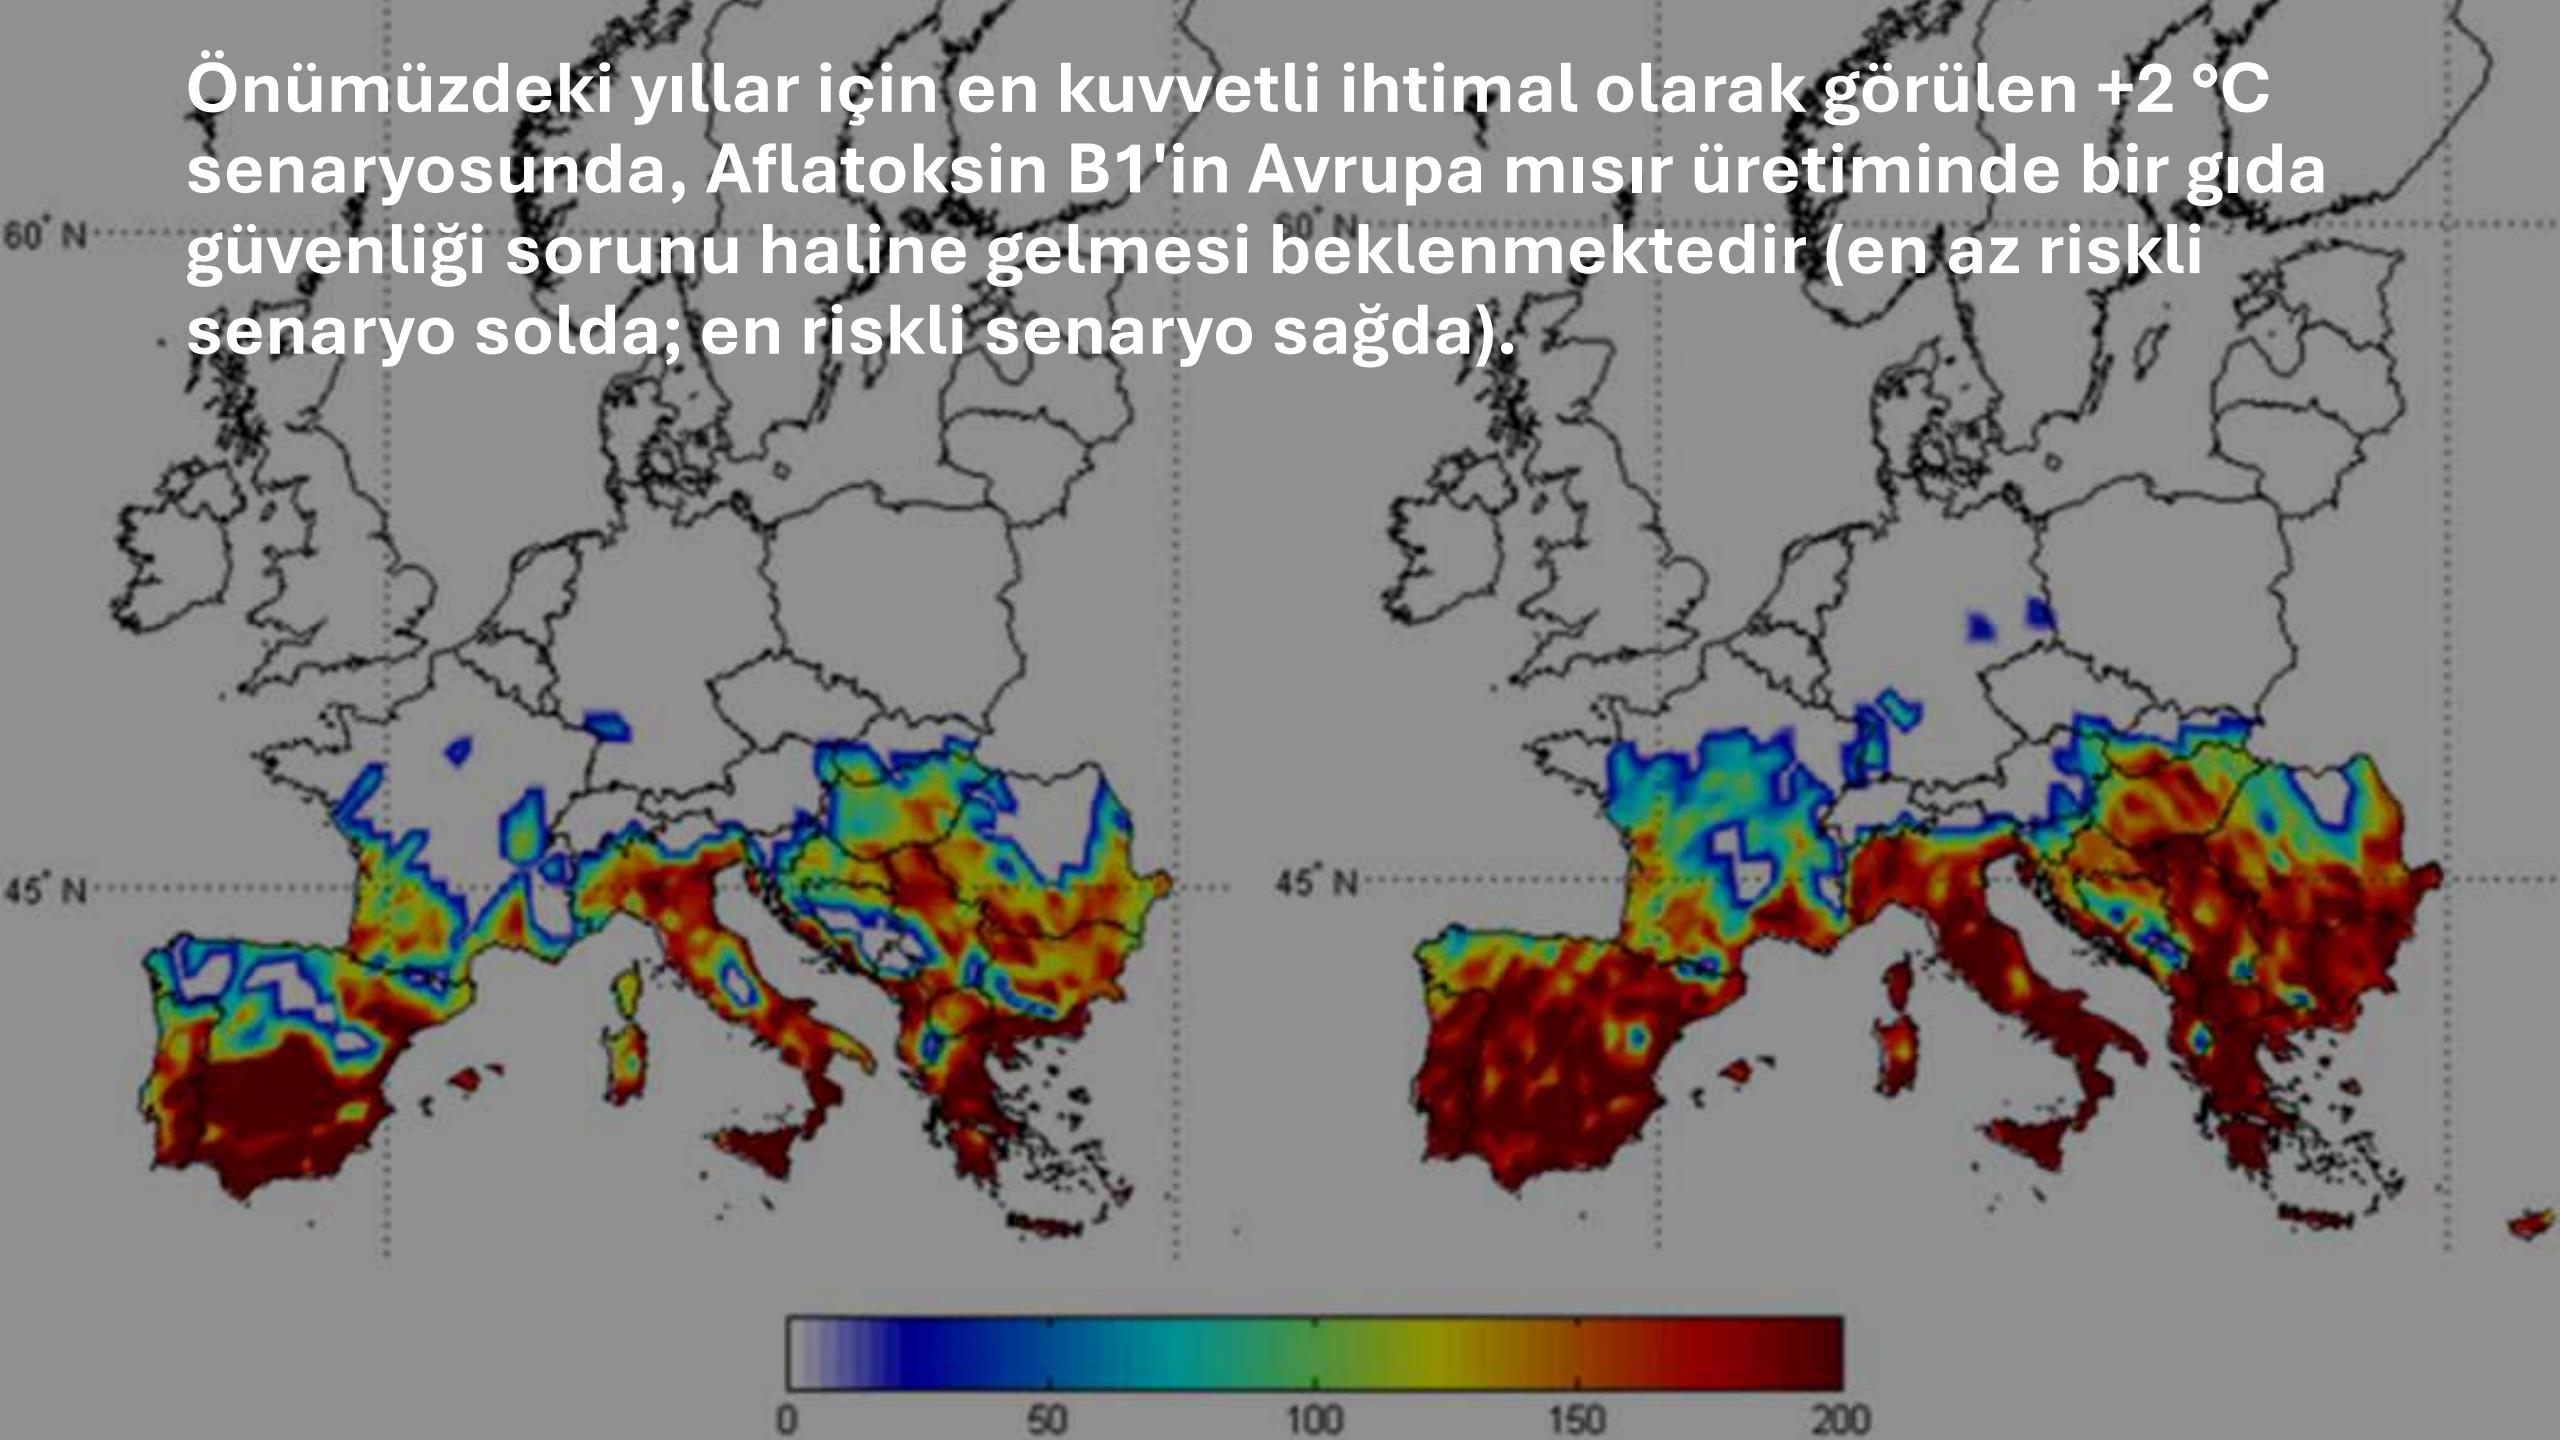 Önümüzdeki yıllar için en kuvvetli ihtimal olarak görülen +2 °C
senaryosunda, Aflatoksin B1'in Avrupa mısır üretiminde bir gıda
güvenliği sorunu haline gelmesi beklenmektedir (en az riskli
senaryo solda; en riskli senaryo sağda).
60° N
60° N
45° N
45° N
0 50 100 150 200